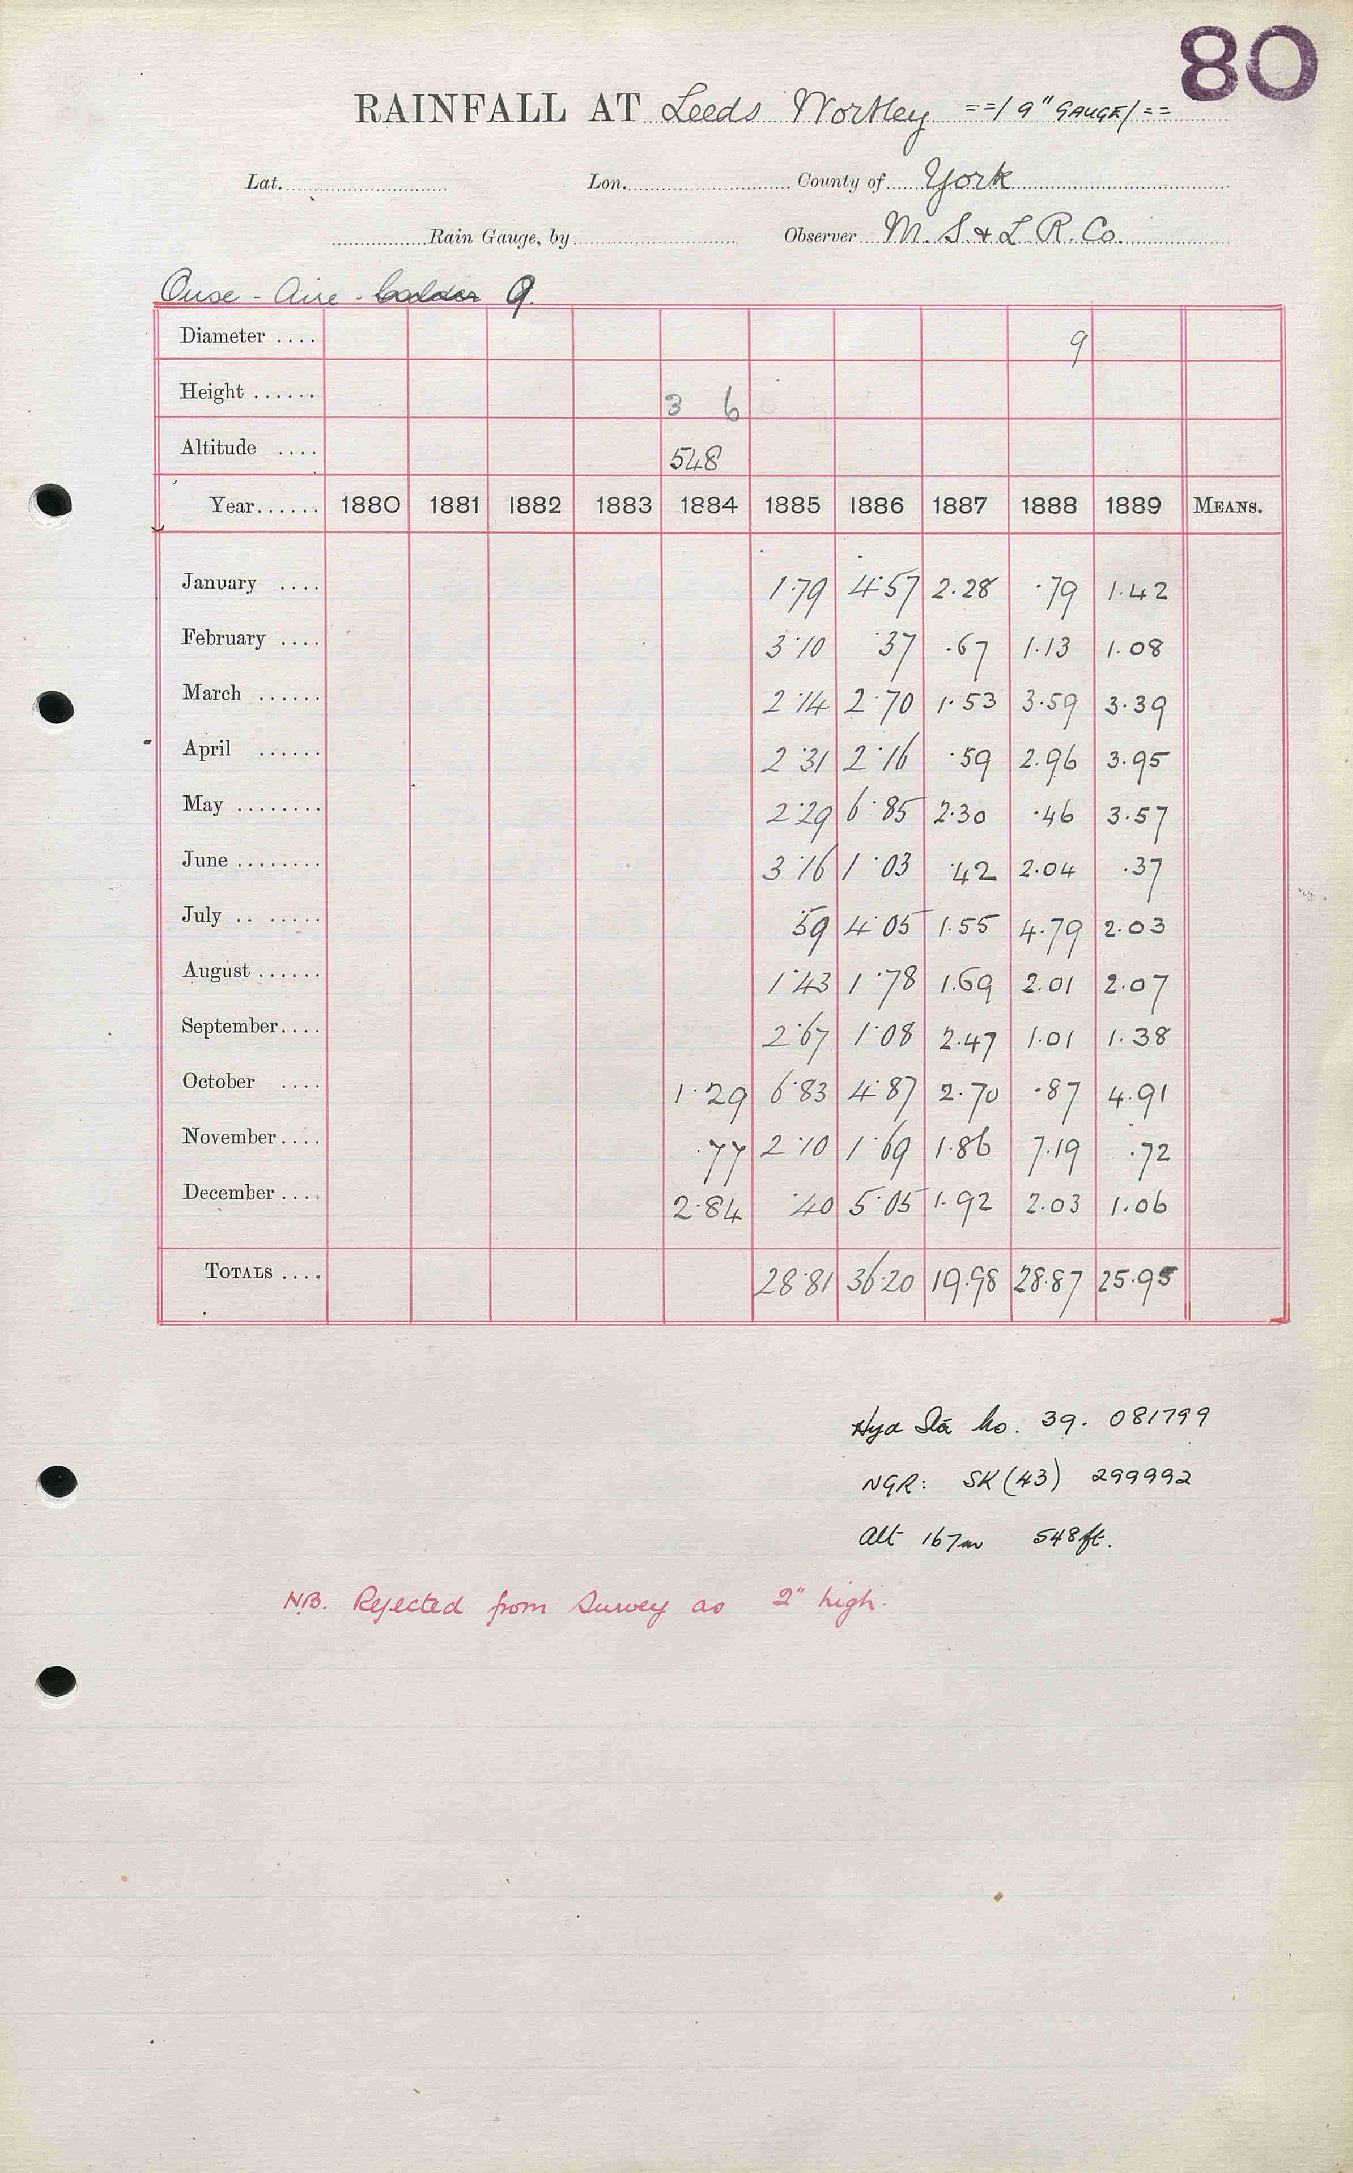 80
RAINFALL AT Leeds Wortley ==/ 9" GAUGE/==
Lat. Lon. County of York
Rain Gauge, by Observer M. S & L R. Co.
Ouse - Aire - Calder 9.
Diameter .... 9
Height ...... 3 6
Altitude .... 548
Year...... 1880 1881 1882 1883 1884 1885 1886 1887 1888 1889 MEANS.
January .... 1.79 4.57 2.28 .79 1.42
February .... 3.10 .37 .67 1.13 1.08
March ...... 2.14 2.70 1.53 3.59 3.39
April ...... 2.31 2.16 .59 2.96 3.95
May ........ 2.29 6.85 2.30 .46 3.57
June ........ 3.16 1.03 .42 2.04 .37
July .. ..... .59 4.05 1.55 4.79 2.03
August ...... 1.43 1.78 1.69 2.01 2.07
September.... 2.67 1.08 2.47 1.01 1.38
October .... 1.29 6.83 4.87 2.70 .87 4.91
November.... .77 2.10 1.69 1.86 7.19 .72
December .... 2.84 .40 5.05 1.92 2.03 1.06
TOTALS .... 28.81 36.20 19.98 28.87 25.95
Hyd Sta No. 39. 081799
NGR: SK (43) 299992
Alt 167m 548ft.
NB. Rejected from Survey as 2" high.